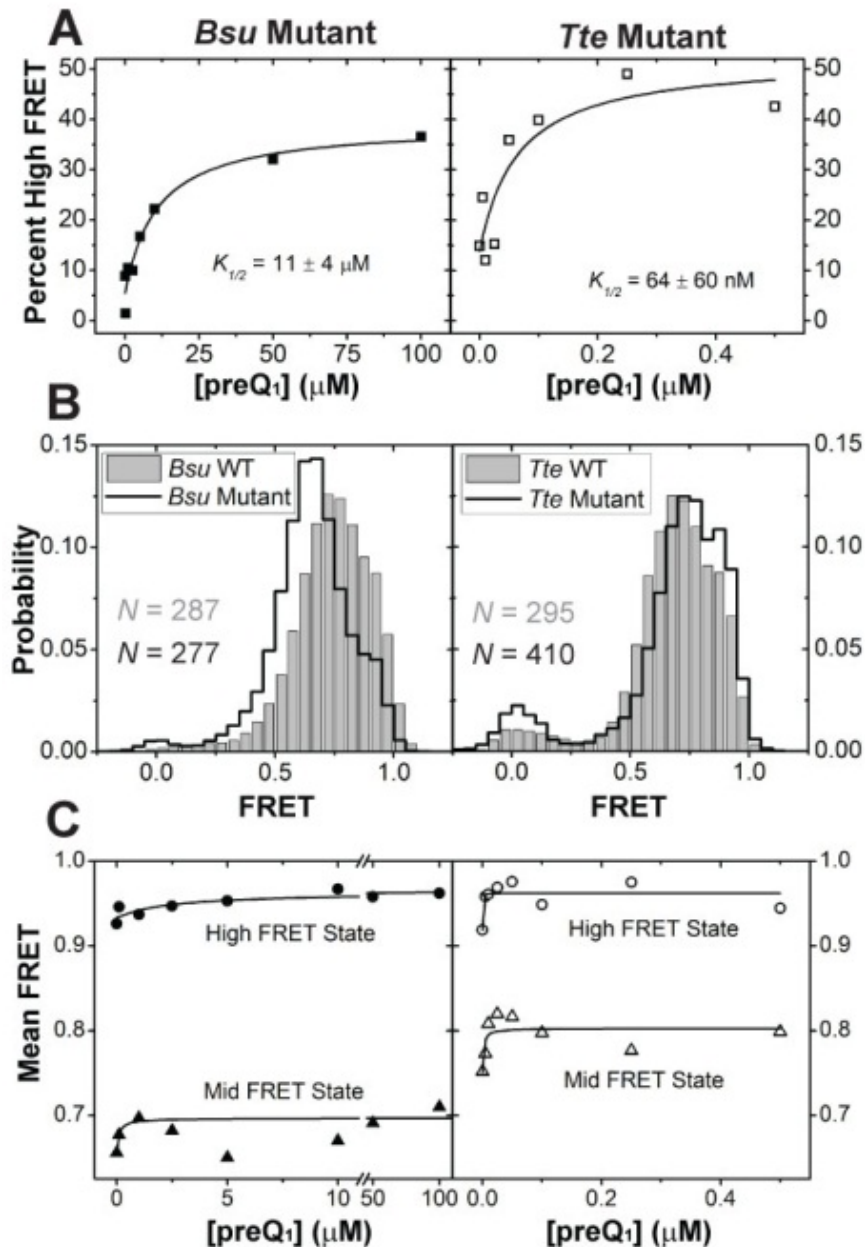 A
Bsu Mutant
Tte Mutant
Percent High FRET
50
40
30
20
10
0
K1/2 = 11 ± 4 μM
0 25 50 75 100
[preQ1] (μM)
K1/2 = 64 ± 60 nM
50
40
30
20
10
0
0.0 0.2 0.4
[preQ1] (μM)
B
Probability
0.15
0.10
0.05
0.00
Bsu WT
Bsu Mutant
N = 287
N = 277
0.0 0.5 1.0
FRET
Tte WT
Tte Mutant
N = 295
N = 410
0.15
0.10
0.05
0.00
0.0 0.5 1.0
FRET
C
Mean FRET
1.0
0.9
0.8
0.7
High FRET State
Mid FRET State
0 5 10 50 100
[preQ1] (μM)
High FRET State
Mid FRET State
1.0
0.9
0.8
0.7
0.0 0.2 0.4
[preQ1] (μM)